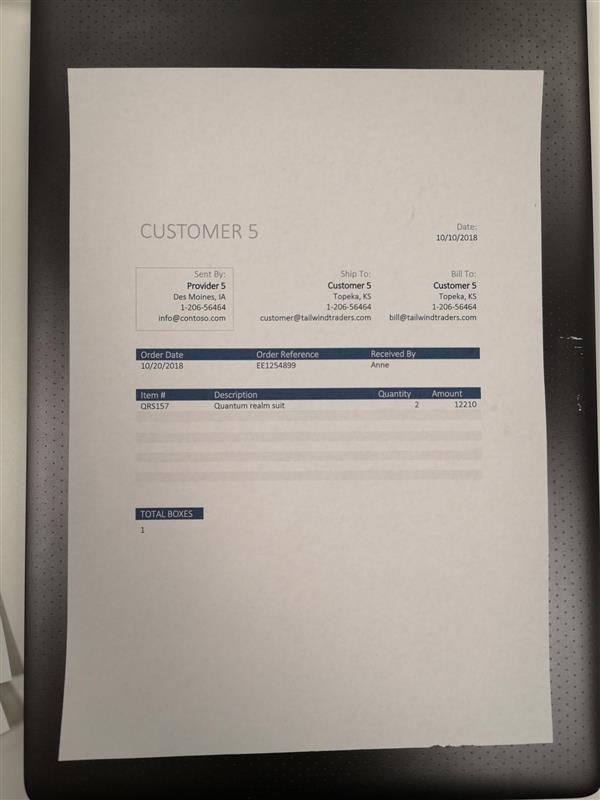 CUSTOMER 5
Date:
10/10/2018
Sent By:
Provider 5
Des Moines, IA
1-206-56464
info@contoso.com
Ship To:
Customer 5
Topeka, KS
1-206-56464
customer@tailwindtraders.com
Bill To:
Customer 5
Topeka, KS
1-206-56464
bill@tailwindtraders.com
Order Date Order Reference Received By
10/20/2018 EE1254899 Anne
Item # Description Quantity Amount
QRS157 Quantum realm suit 2 12210
TOTAL BOXES
1